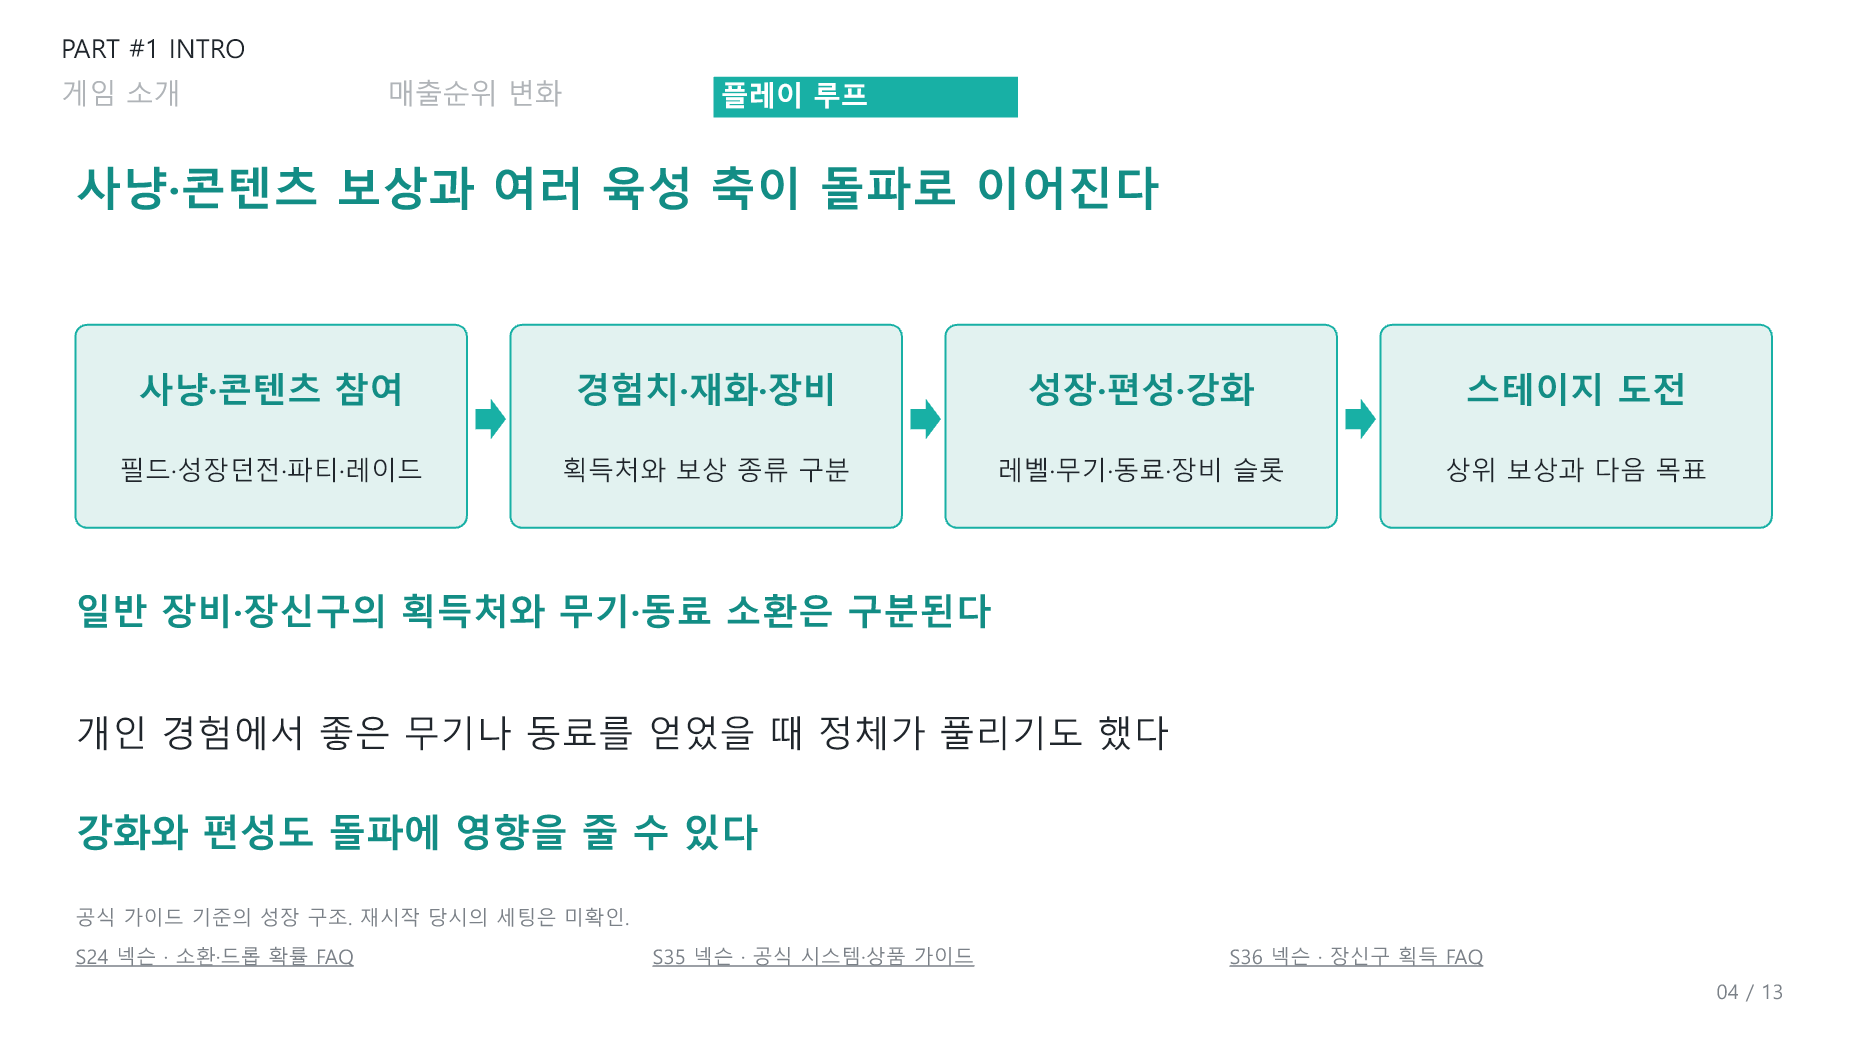 PART #1 INTRO
게임 소개
매출순위 변화
플레이 루프
사냥·콘텐츠 보상과 여러 육성 축이 돌파로 이어진다
사냥·콘텐츠 참여
필드·성장던전·파티·레이드
경험치·재화·장비
획득처와 보상 종류 구분
성장·편성·강화
레벨·무기·동료·장비 슬롯
스테이지 도전
상위 보상과 다음 목표
일반 장비·장신구의 획득처와 무기·동료 소환은 구분된다
개인 경험에서 좋은 무기나 동료를 얻었을 때 정체가 풀리기도 했다
강화와 편성도 돌파에 영향을 줄 수 있다
공식 가이드 기준의 성장 구조. 재시작 당시의 세팅은 미확인.
S24 넥슨 · 소환·드롭 확률 FAQ
S35 넥슨 · 공식 시스템·상품 가이드
S36 넥슨 · 장신구 획득 FAQ
04 / 13